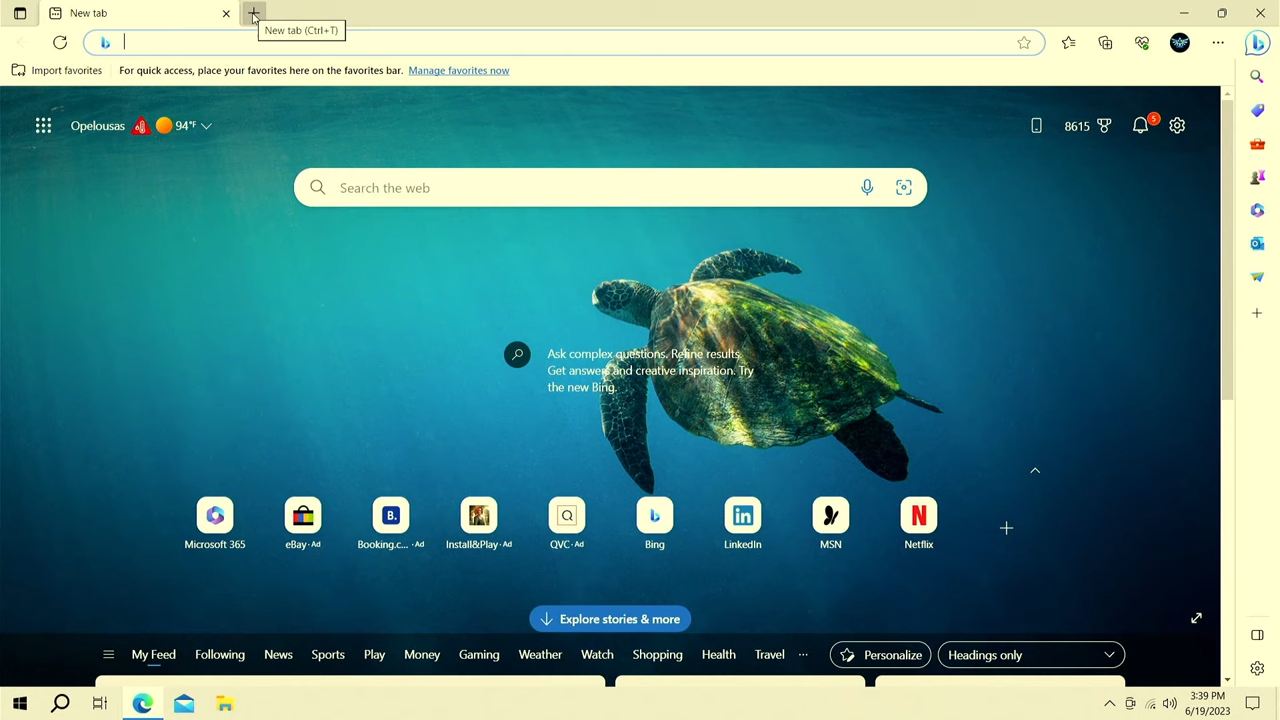 New tab
New tab (Ctrl+T)
Import favorites
For quick access, place your favorites here on the favorites bar. Manage favorites now
Opelousas
94°F
8615
5
Search the web
Ask complex questions. Refine results.
Get answers and creative inspiration. Try
the new Bing.
Microsoft 365
eBay · Ad
B.
Booking.c... · Ad
Install&Play · Ad
QVC · Ad
Bing
in
LinkedIn
MSN
N
Netflix
Explore stories & more
My Feed
Following
News
Sports
Play
Money
Gaming
Weather
Watch
Shopping
Health
Travel
...
Personalize
Headings only
3:39 PM
6/19/2023